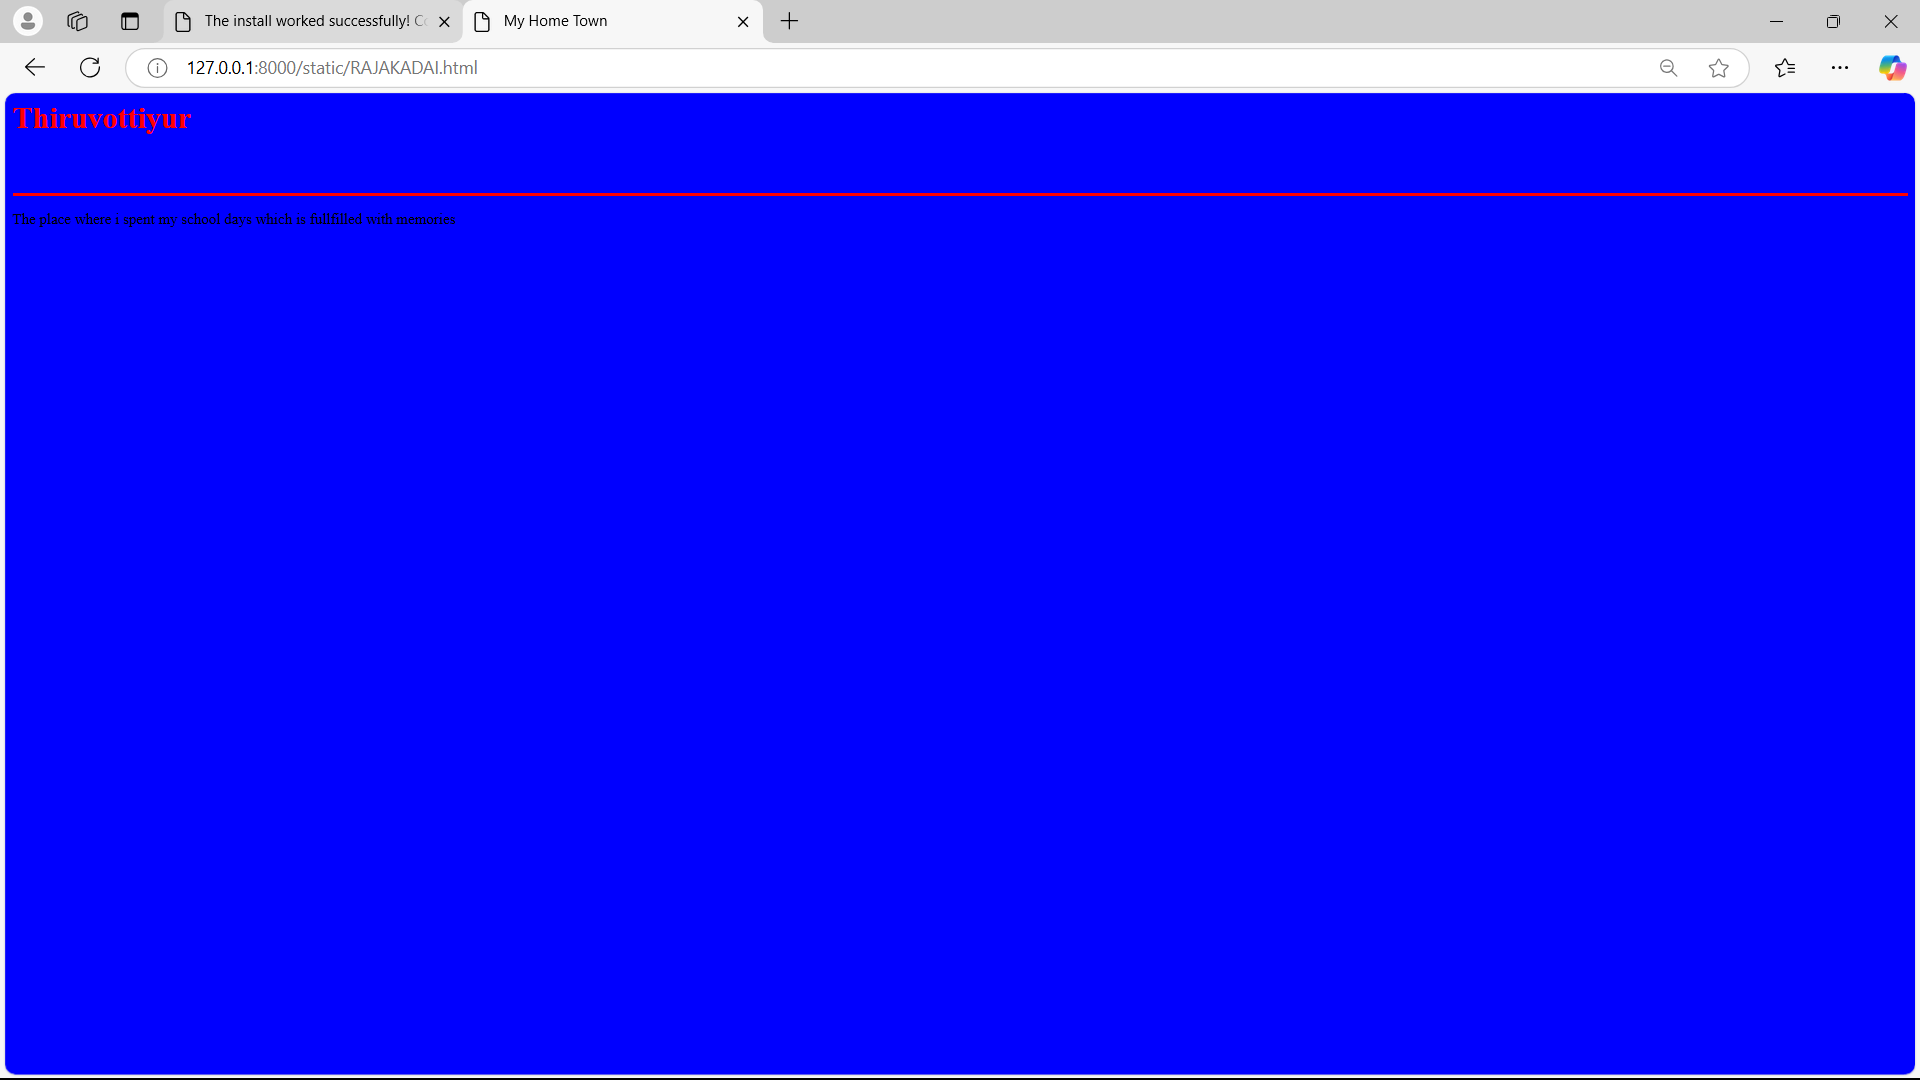 The install worked successfully! Co
My Home Town
127.0.0.1:8000/static/RAJAKADAI.html
Thiruvottiyur
The place where i spent my school days which is fullfilled with memories